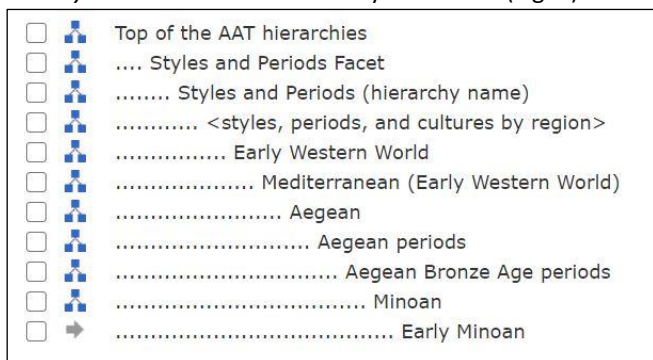 Top of the AAT hierarchies
.... Styles and Periods Facet
........ Styles and Periods (hierarchy name)
............ <styles, periods, and cultures by region>
................ Early Western World
.................... Mediterranean (Early Western World)
........................ Aegean
............................ Aegean periods
................................ Aegean Bronze Age periods
.................................... Minoan
........................................ Early Minoan